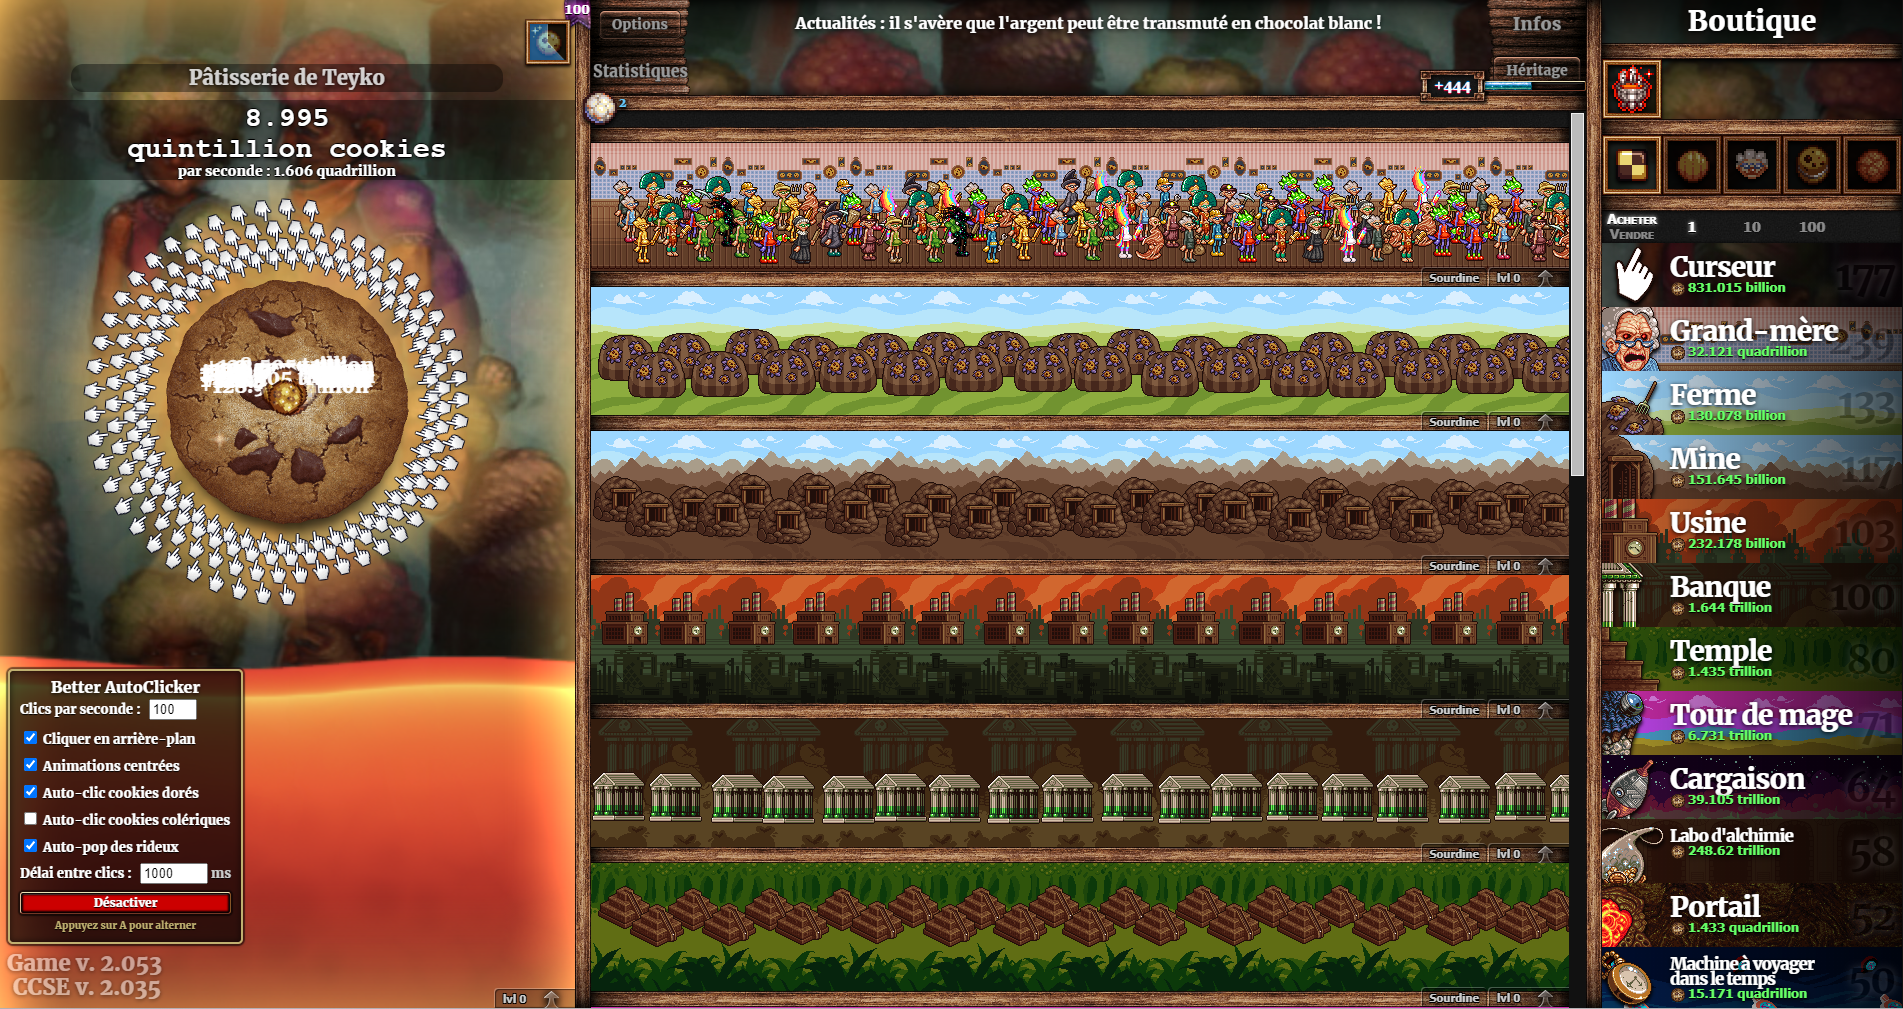 100
Pâtisserie de Teyko
8.995
quintillion cookies
par seconde : 1.606 quadrillion
Better AutoClicker
Clics par seconde : 100
Cliquer en arrière-plan
Animations centrées
Auto-clic cookies dorés
Auto-clic cookies colériques
Auto-pop des rideux
Délai entre clics : 1000 ms
Désactiver
Appuyez sur A pour alterner
Game v. 2.053
CCSE v. 2.035
lvl 0
Options
Statistiques
Actualités : il s'avère que l'argent peut être transmuté en chocolat blanc !
Infos
Héritage
+444
2
Sourdine lvl 0
Sourdine lvl 0
Sourdine lvl 0
Sourdine lvl 0
Sourdine lvl 0
Sourdine lvl 0
Boutique
Acheter
Vendre
1 10 100
Curseur
831.015 billion
177
Grand-mère
32.121 quadrillion
239
Ferme
130.078 billion
133
Mine
151.645 billion
117
Usine
232.178 billion
103
Banque
1.644 trillion
100
Temple
1.435 trillion
80
Tour de mage
6.731 trillion
71
Cargaison
39.105 trillion
64
Labo d'alchimie
248.62 trillion
58
Portail
1.433 quadrillion
52
Machine à voyager
dans le temps
15.171 quadrillion
50